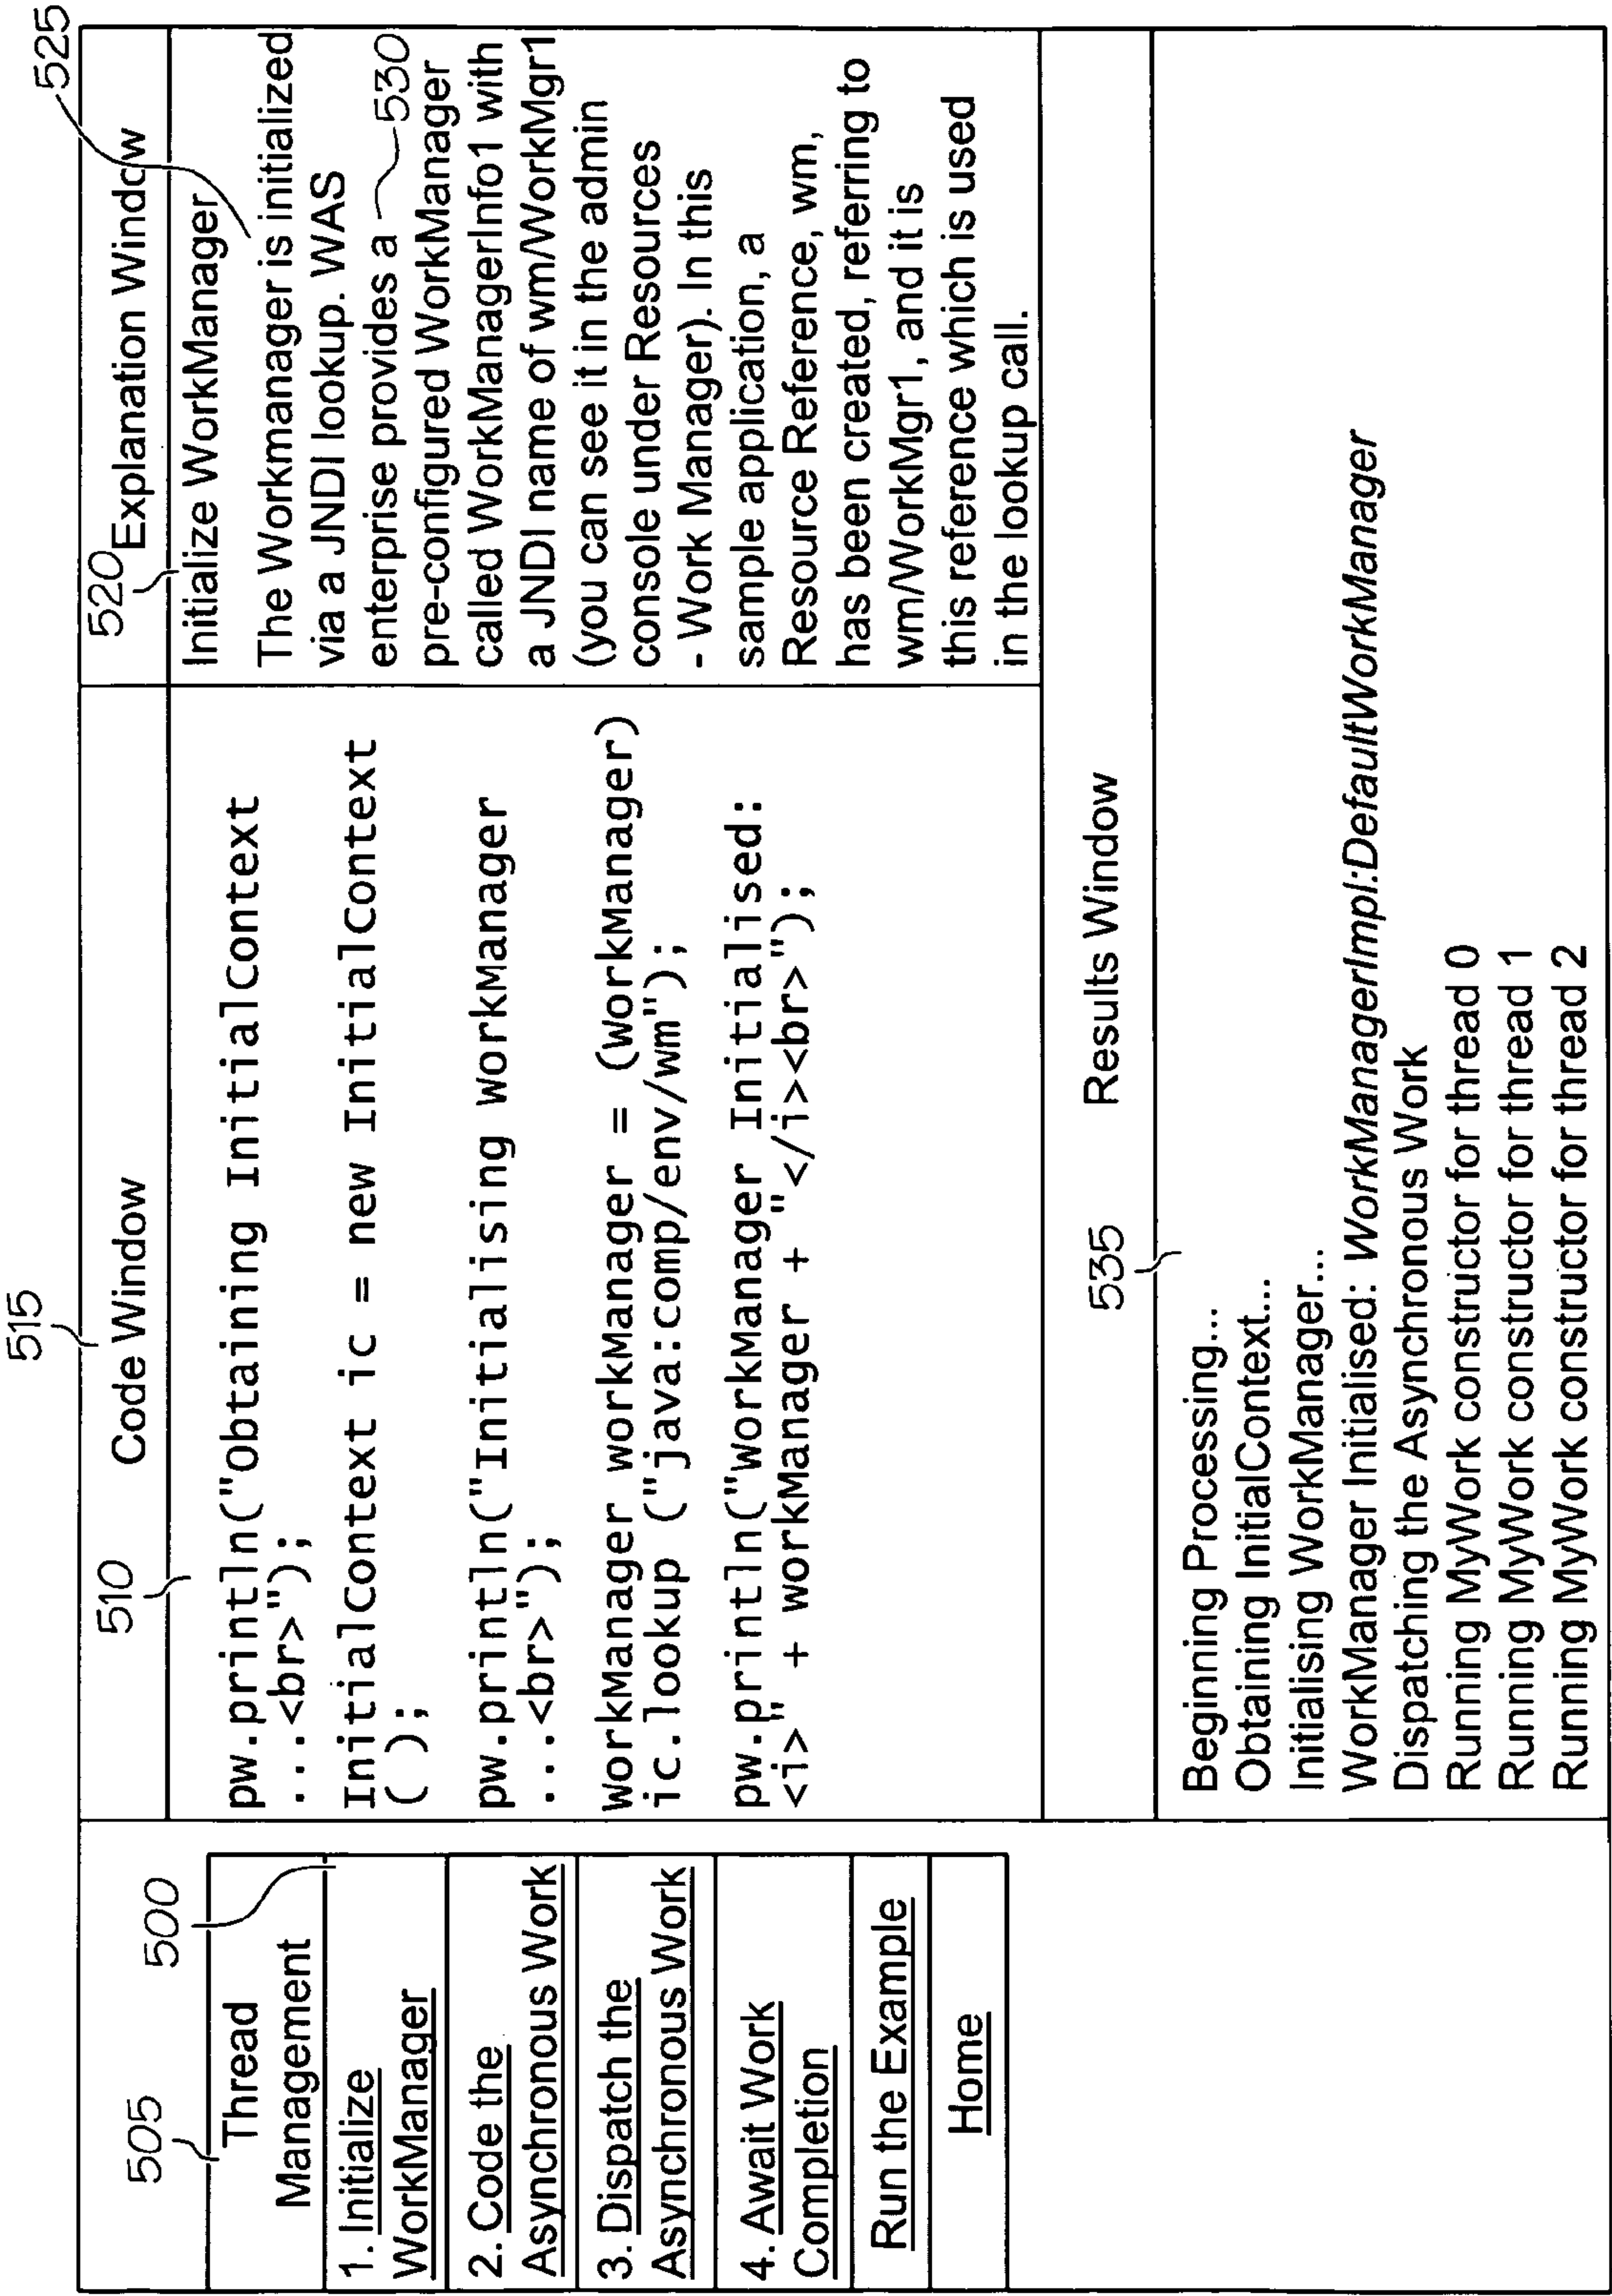 505
500
Thread
Management
1. Initialize
WorkManager
2. Code the
Asynchronous Work
3. Dispatch the
Asynchronous Work
4. Await Work
Completion
Run the Example
Home
515
510
Code Window
pw.println("Obtaining InitialContext
...<br>");
InitialContext ic = new InitialContext
( );
pw.println("Initialising WorkManager
...<br>");
WorkManager workManager = (WorkManager)
ic.lookup ("java:comp/env/wm");
pw.println("WorkManager Initialised:
<i>" + workManager + "</i><br>");
520
525
Explanation Window
Initialize WorkManager
The Workmanager is initialized
via a JNDI lookup. WAS
enterprise provides a 530
pre-configured WorkManager
called WorkManagerInfo1 with
a JNDI name of wm/WorkMgr1
(you can see it in the admin
console under Resources
- Work Manager). In this
sample application, a
Resource Reference, wm,
has been created, referring to
wm/WorkMgr1, and it is
this reference which is used
in the lookup call.
535
Results Window
Beginning Processing...
Obtaining InitialContext...
Initialising WorkManager...
WorkManager Initialised: WorkManagerImpl:DefaultWorkManager
Dispatching the Asynchronous Work
Running MyWork constructor for thread 0
Running MyWork constructor for thread 1
Running MyWork constructor for thread 2